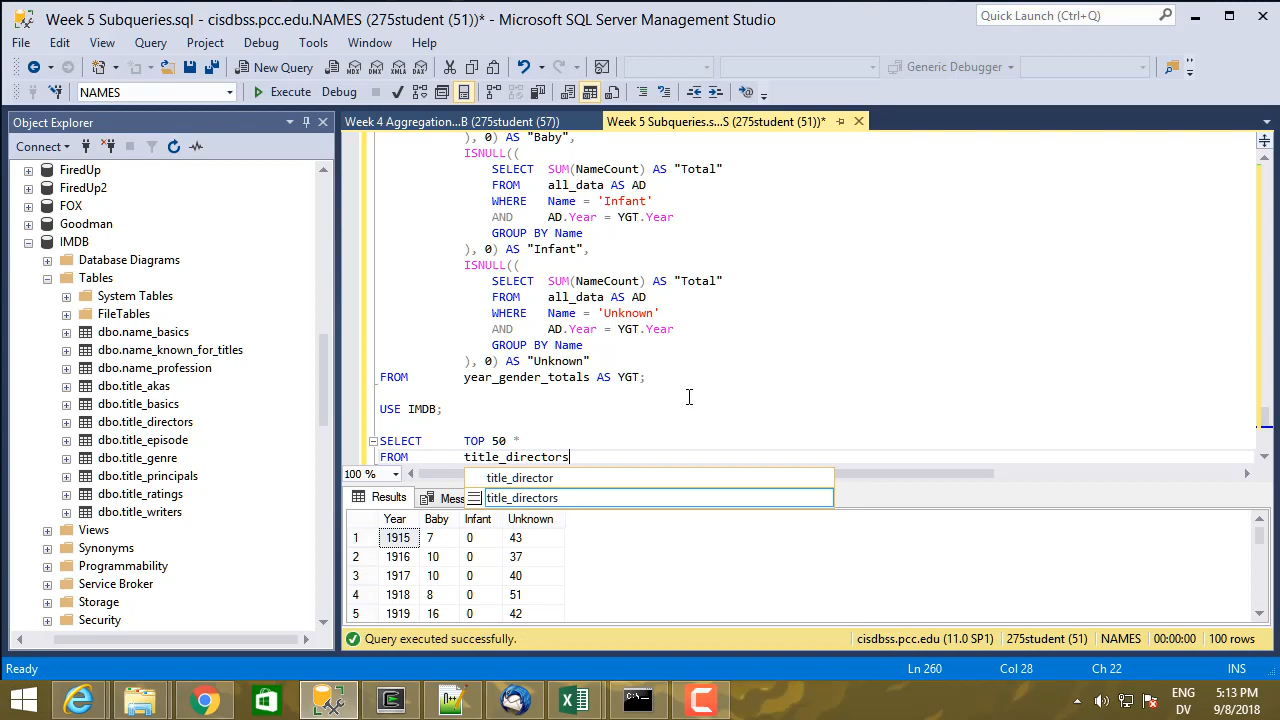 Week 5 Subqueries.sql - cisdbss.pcc.edu.NAMES (275student (51))* - Microsoft SQL Server Management Studio
Quick Launch (Ctrl+Q)
File Edit View Query Project Debug Tools Window Help
New Query
Generic Debugger
NAMES
Execute Debug
Object Explorer
Connect
FiredUp
FiredUp2
FOX
Goodman
IMDB
Database Diagrams
Tables
System Tables
FileTables
dbo.name_basics
dbo.name_known_for_titles
dbo.name_profession
dbo.title_akas
dbo.title_basics
dbo.title_directors
dbo.title_episode
dbo.title_genre
dbo.title_principals
dbo.title_ratings
dbo.title_writers
Views
Synonyms
Programmability
Service Broker
Storage
Security
Week 4 Aggregation...B (275student (57))
Week 5 Subqueries.s...S (275student (51))*
), 0) AS "Baby",
ISNULL((
SELECT SUM(NameCount) AS "Total"
FROM all_data AS AD
WHERE Name = 'Infant'
AND AD.Year = YGT.Year
GROUP BY Name
), 0) AS "Infant",
ISNULL((
SELECT SUM(NameCount) AS "Total"
FROM all_data AS AD
WHERE Name = 'Unknown'
AND AD.Year = YGT.Year
GROUP BY Name
), 0) AS "Unknown"
FROM year_gender_totals AS YGT;
USE IMDB;
SELECT TOP 50 *
FROM title_directors
100 %
title_director
title_directors
Results Mess
Year Baby Infant Unknown
1 1915 7 0 43
2 1916 10 0 37
3 1917 10 0 40
4 1918 8 0 51
5 1919 16 0 42
Query executed successfully.
cisdbss.pcc.edu (11.0 SP1) 275student (51) NAMES 00:00:00 100 rows
Ready
Ln 260 Col 28 Ch 22 INS
ENG 5:13 PM
DV 9/8/2018